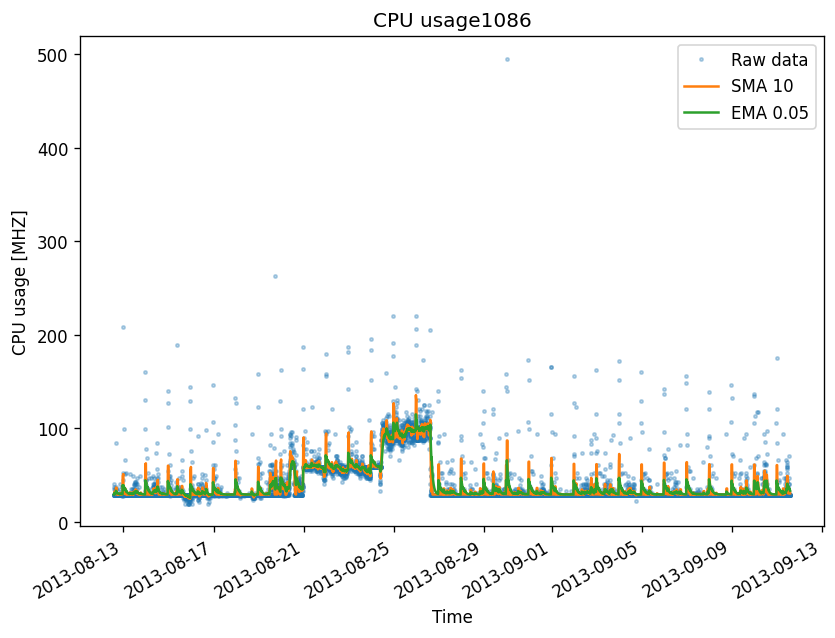 CPU usage1086
500
400
300
200
100
0
CPU usage [MHZ]
Raw data
SMA 10
EMA 0.05
2013-08-13
2013-08-17
2013-08-21
2013-08-25
2013-08-29
2013-09-01
2013-09-05
2013-09-09
2013-09-13
Time